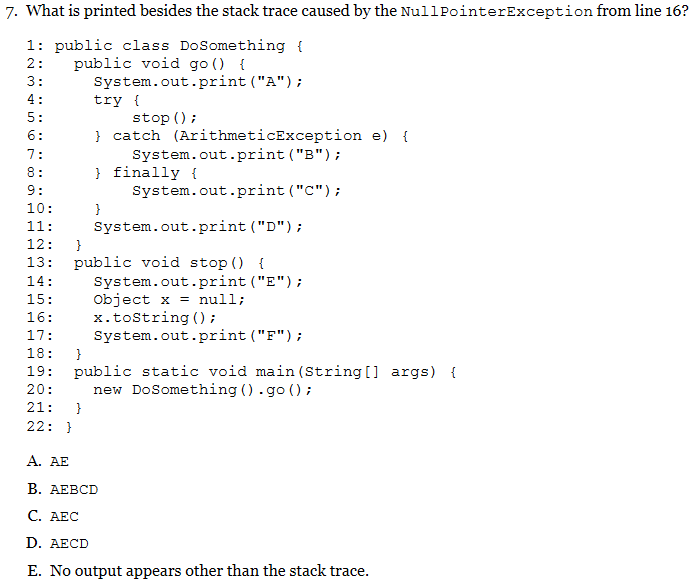 7. What is printed besides the stack trace caused by the NullPointerException from line 16?
1: public class DoSomething {
2:   public void go() {
3:     System.out.print("A");
4:     try {
5:         stop();
6:     } catch (ArithmeticException e) {
7:         System.out.print("B");
8:     } finally {
9:         System.out.print("C");
10:     }
11:    System.out.print("D");
12:  }
13:  public void stop() {
14:    System.out.print("E");
15:    Object x = null;
16:    x.toString();
17:    System.out.print("F");
18:  }
19:  public static void main(String[] args) {
20:    new DoSomething().go();
21:  }
22: }
A. AE
B. AEBCD
C. AEC
D. AECD
E. No output appears other than the stack trace.